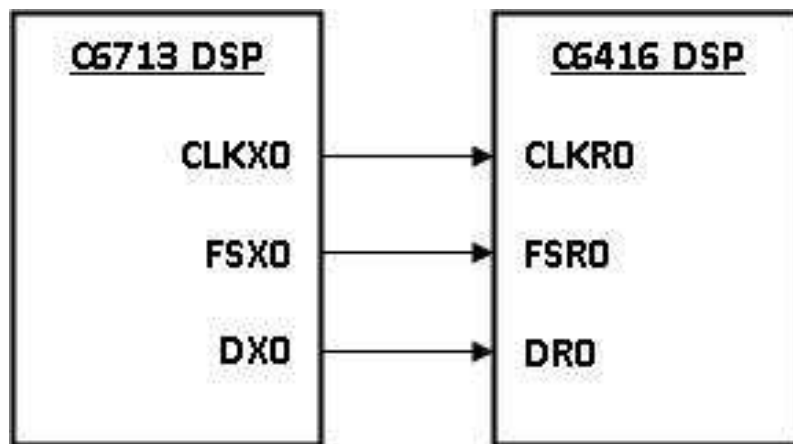 C6713 DSP
C6416 DSP
CLKX0
CLKR0
FSX0
FSR0
DX0
DR0